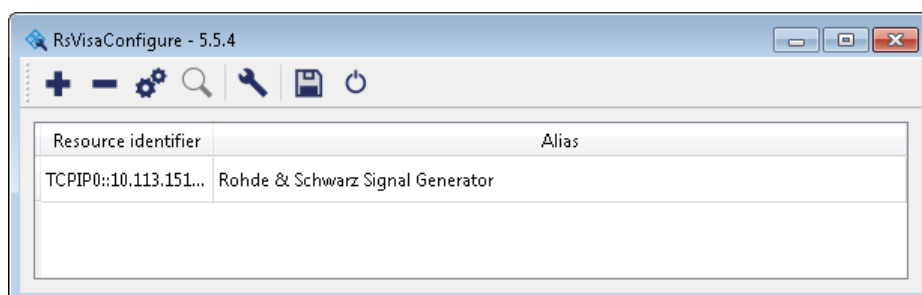 RsVisaConfigure - 5.5.4
Resource identifier Alias
TCPIP0::10.113.151... Rohde & Schwarz Signal Generator